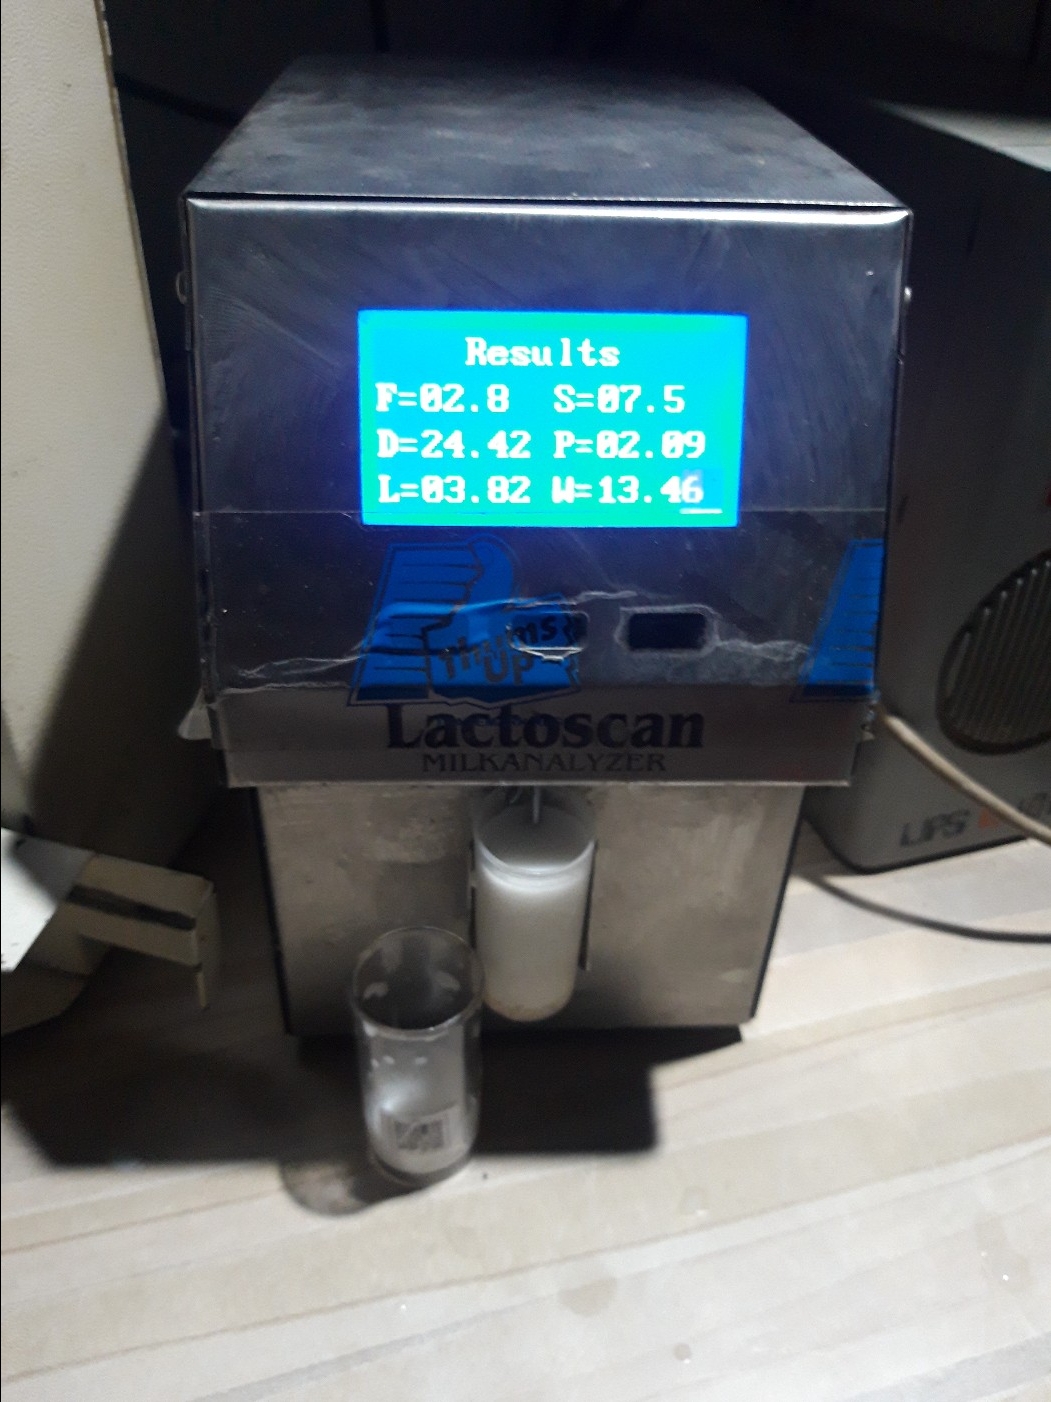 Results
F=02.8 S=07.5
D=24.42 P=02.09
L=03.82 W=13.46
Thums
Up
Lactoscan
MILKANALYZER
UPS